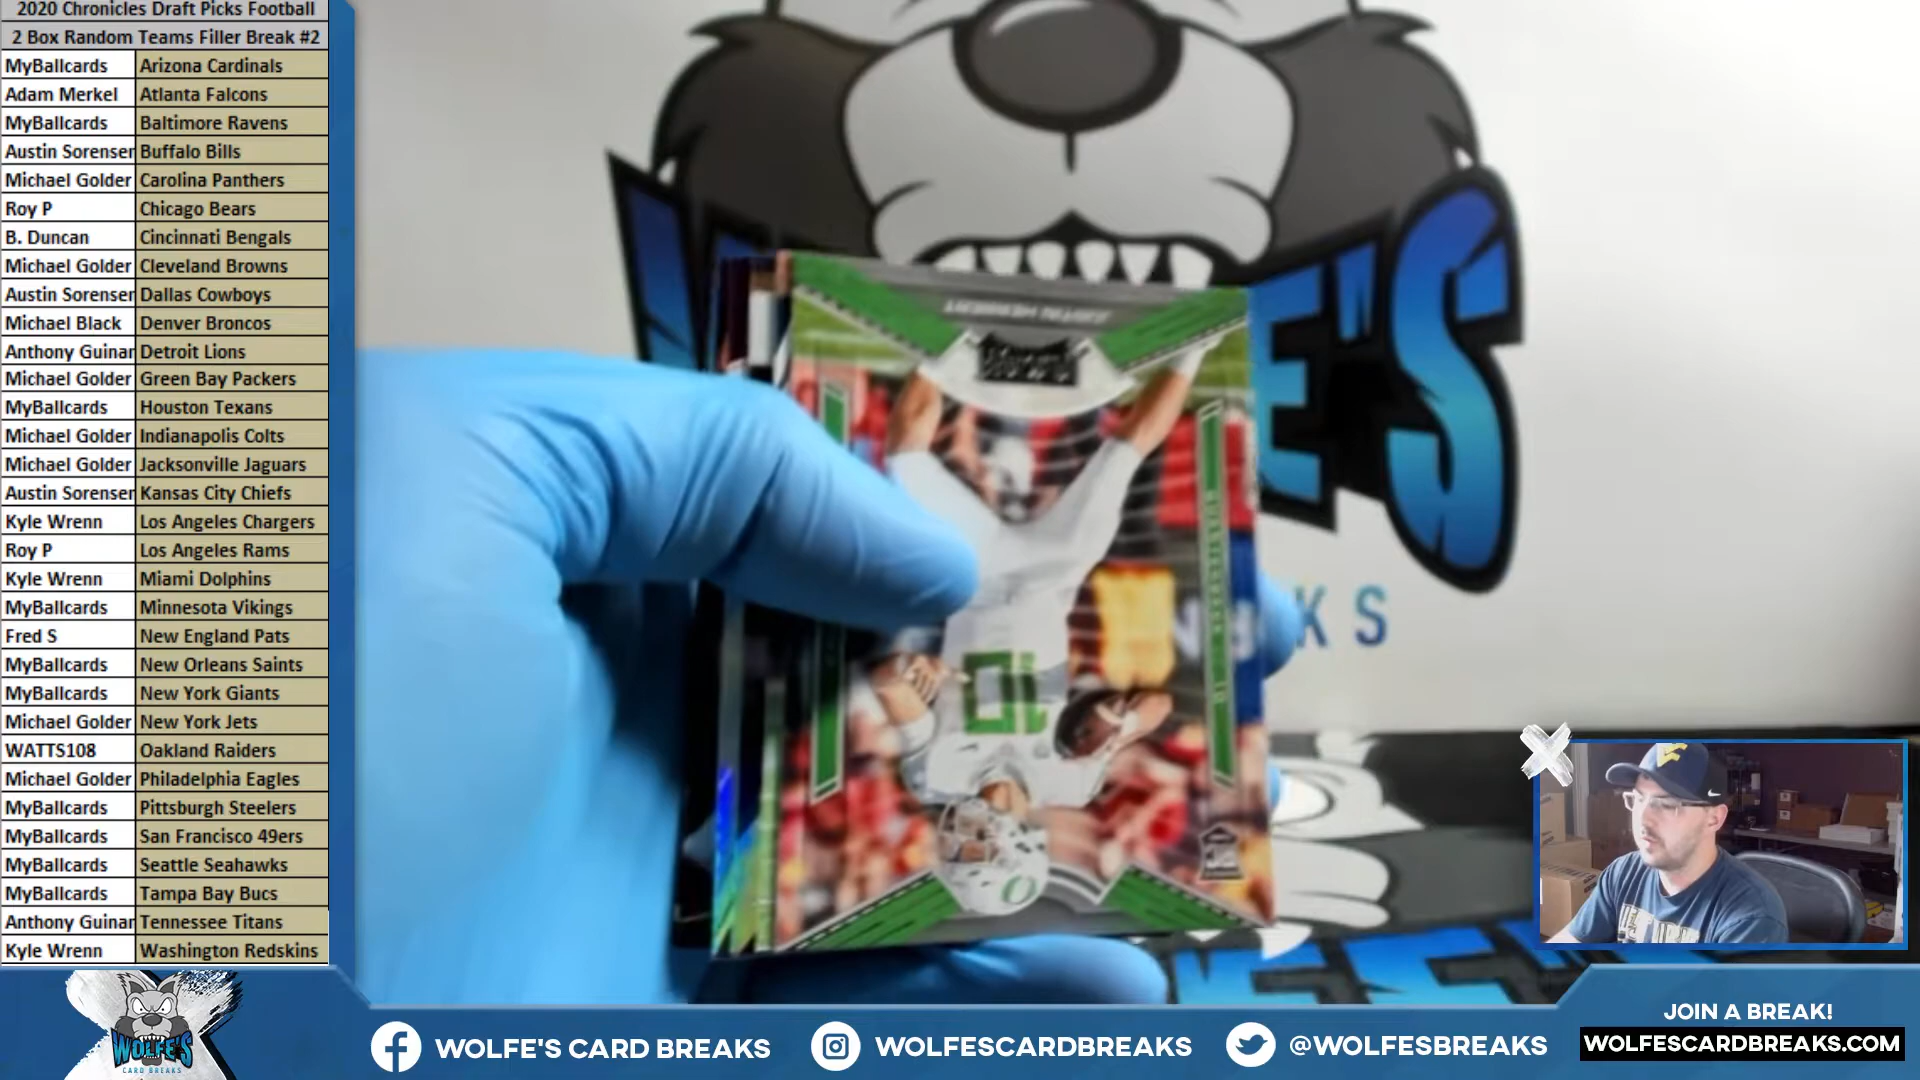 2020 Chronicles Draft Picks Football
2 Box Random Teams Filler Break #2
MyBallcards Arizona Cardinals
Adam Merkel Atlanta Falcons
MyBallcards Baltimore Ravens
Austin Sorenser Buffalo Bills
Michael Golder Carolina Panthers
Roy P Chicago Bears
B. Duncan Cincinnati Bengals
Michael Golder Cleveland Browns
Austin Sorenser Dallas Cowboys
Michael Black Denver Broncos
Anthony Guinar Detroit Lions
Michael Golder Green Bay Packers
MyBallcards Houston Texans
Michael Golder Indianapolis Colts
Michael Golder Jacksonville Jaguars
Austin Sorenser Kansas City Chiefs
Kyle Wrenn Los Angeles Chargers
Roy P Los Angeles Rams
Kyle Wrenn Miami Dolphins
MyBallcards Minnesota Vikings
Fred S New England Pats
MyBallcards New Orleans Saints
MyBallcards New York Giants
Michael Golder New York Jets
WATTS108 Oakland Raiders
Michael Golder Philadelphia Eagles
MyBallcards Pittsburgh Steelers
MyBallcards San Francisco 49ers
MyBallcards Seattle Seahawks
MyBallcards Tampa Bay Bucs
Anthony Guinar Tennessee Titans
Kyle Wrenn Washington Redskins
E'S
KS
10
WOLFE'S
CARD BREAKS
WOLFE'S CARD BREAKS
WOLFESCARDBREAKS
@WOLFESBREAKS
JOIN A BREAK!
WOLFESCARDBREAKS.COM